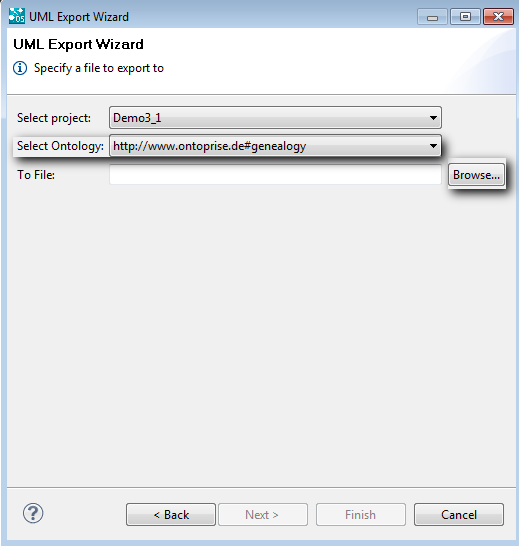 UML Export Wizard
UML Export Wizard
Specify a file to export to
Select project: Demo3_1
Select Ontology: http://www.ontoprise.de#genealogy
To File: Browse...
< Back Next > Finish Cancel